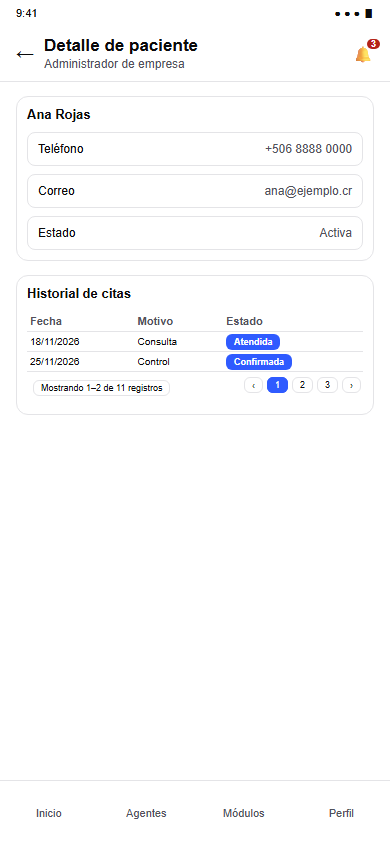 9:41
←
Detalle de paciente
Administrador de empresa
3
Ana Rojas
Teléfono +506 8888 0000
Correo ana@ejemplo.cr
Estado Activa
Historial de citas
Fecha Motivo Estado
18/11/2026 Consulta Atendida
25/11/2026 Control Confirmada
Mostrando 1–2 de 11 registros ‹ 1 2 3 ›
Inicio Agentes Módulos Perfil